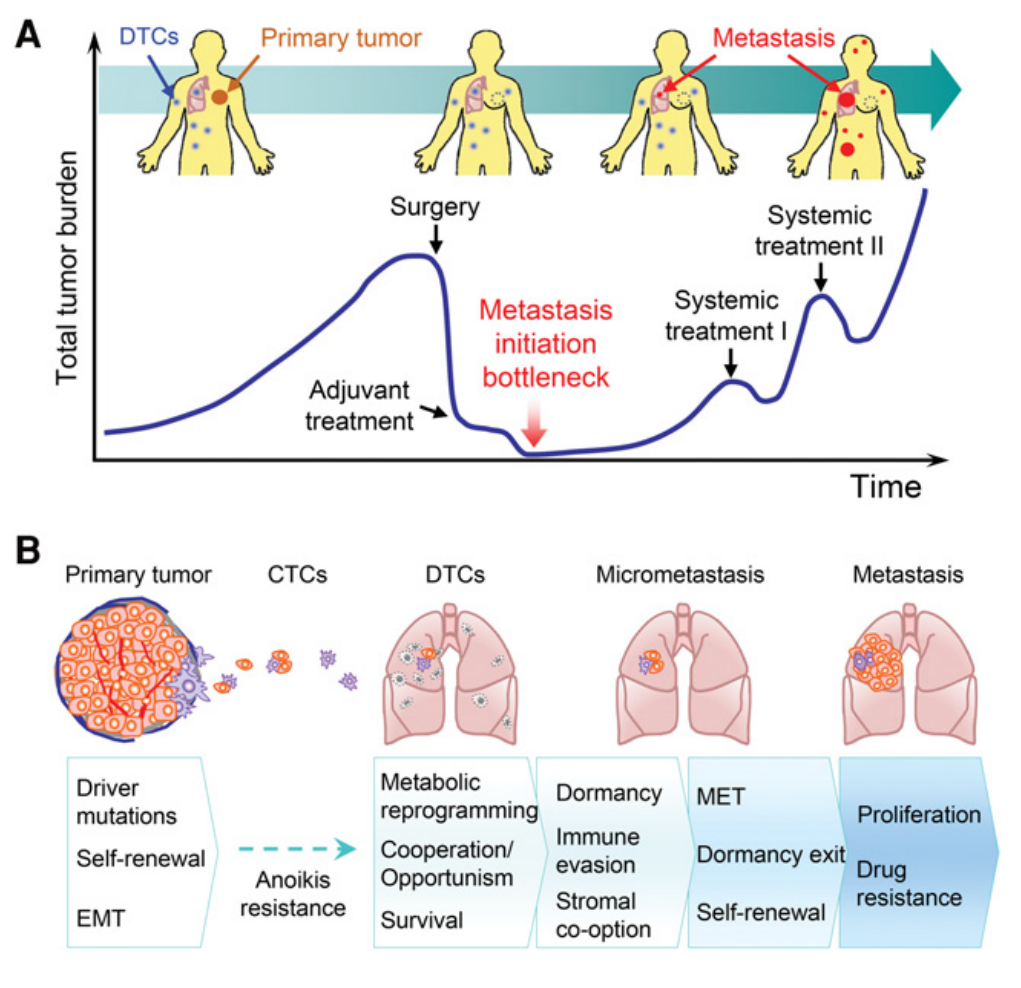 A
DTCs
Primary tumor
Metastasis
Total tumor burden
Surgery
Adjuvant
treatment
Metastasis
initiation
bottleneck
Systemic
treatment I
Systemic
treatment II
Time
B
Primary tumor
CTCs
DTCs
Micrometastasis
Metastasis
Driver
mutations
Self-renewal
EMT
Anoikis
resistance
Metabolic
reprogramming
Cooperation/
Opportunism
Survival
Dormancy
Immune
evasion
Stromal
co-option
MET
Dormancy exit
Self-renewal
Proliferation
Drug
resistance